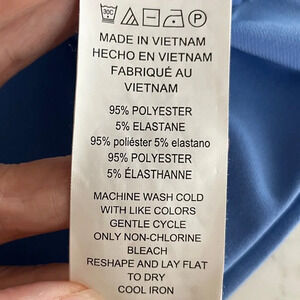 30C P
MADE IN VIETNAM
HECHO EN VIETNAM
FABRIQUÉ AU
VIETNAM
95% POLYESTER
5% ELASTANE
95% poliéster 5% elastano
95% POLYESTER
5% ÉLASTHANNE
MACHINE WASH COLD
WITH LIKE COLORS
GENTLE CYCLE
ONLY NON-CHLORINE
BLEACH
RESHAPE AND LAY FLAT
TO DRY
COOL IRON